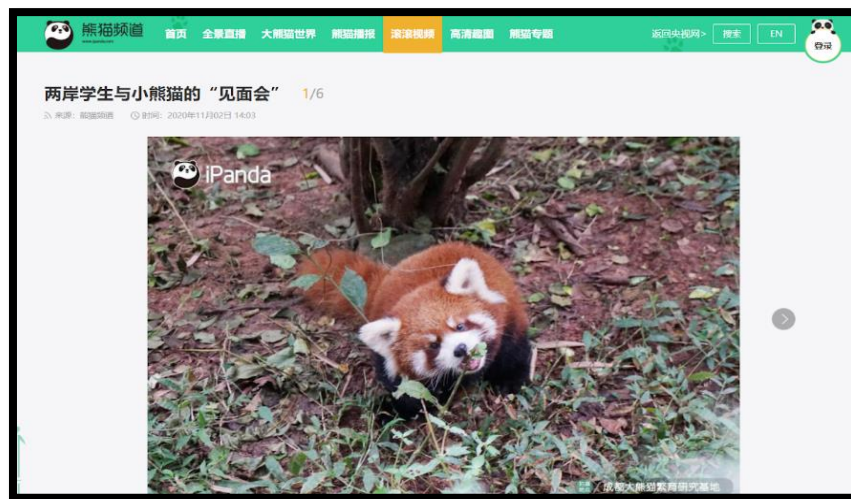 熊猫频道
www.ipanda.com
首页 全景直播 大熊猫世界 熊猫播报 滚滚视频 高清趣图 熊猫专题
返回央视网> 搜索 EN
登录
两岸学生与小熊猫的“见面会” 1/6
来源: 熊猫频道 时间: 2020年11月02日 14:03
iPanda
成都大熊猫繁育研究基地